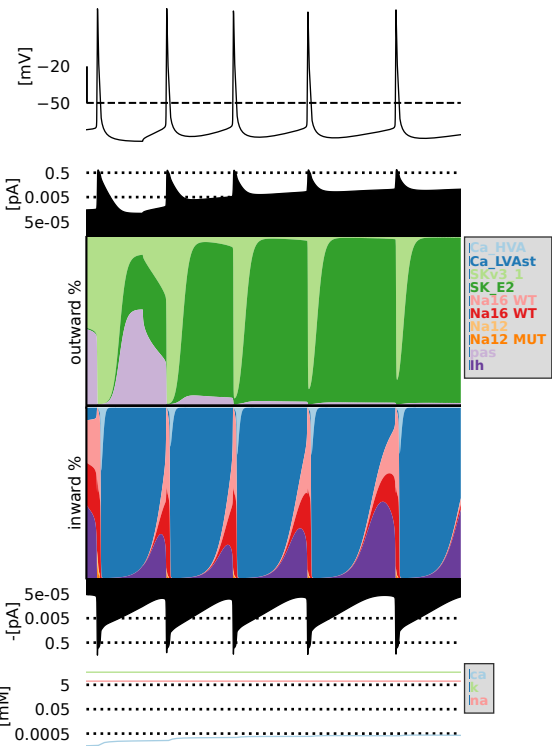 [mV]
−20
−50
[pA]
0.5
0.005
5e-05
outward %
Ca_HVA
Ca_LVAst
SKv3_1
SK_E2
Na16 WT
Na16 WT
Na12
Na12 MUT
pas
Ih
inward %
-[pA]
5e-05
0.005
0.5
[mM]
5
0.05
0.0005
ca
k
na